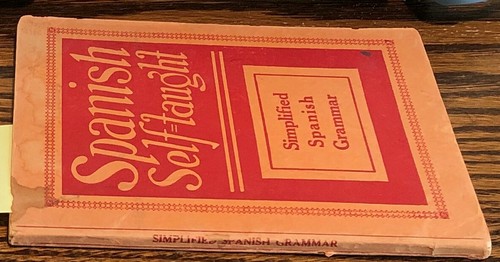 Spanish
Self=taught
Simplified
Spanish
Grammar
SIMPLIFIED SPANISH GRAMMAR